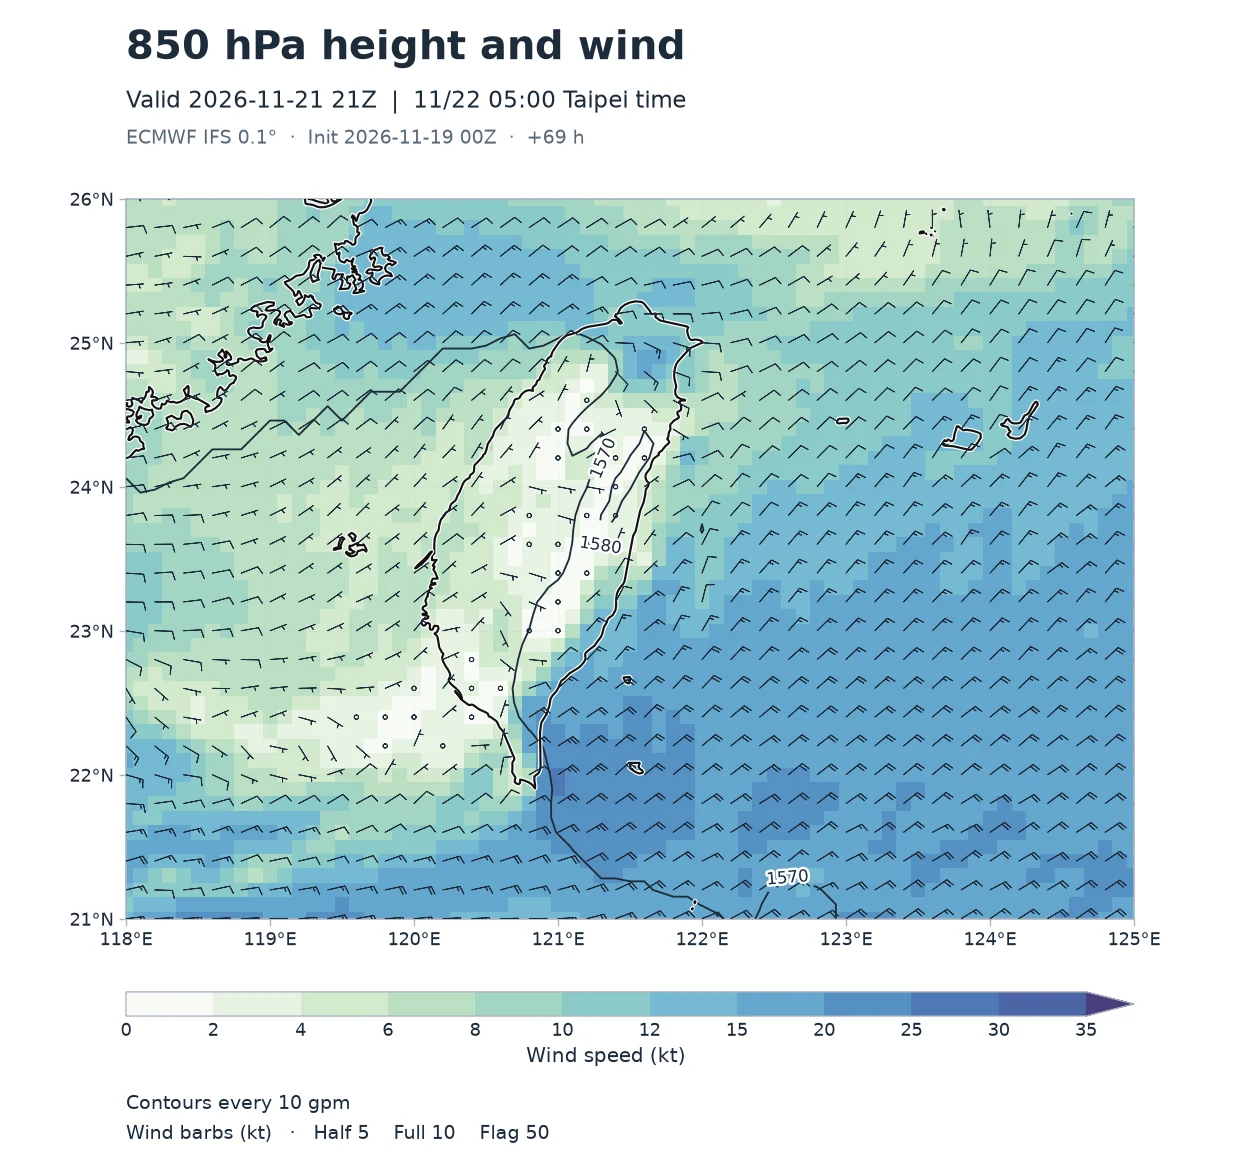 850 hPa height and wind
Valid 2026-11-21 21Z | 11/22 05:00 Taipei time
ECMWF IFS 0.1° · Init 2026-11-19 00Z · +69 h
26°N
25°N
24°N
23°N
22°N
21°N
1570
1580
1570
118°E 119°E 120°E 121°E 122°E 123°E 124°E 125°E
0 2 4 6 8 10 12 15 20 25 30 35
Wind speed (kt)
Contours every 10 gpm
Wind barbs (kt) · Half 5 Full 10 Flag 50